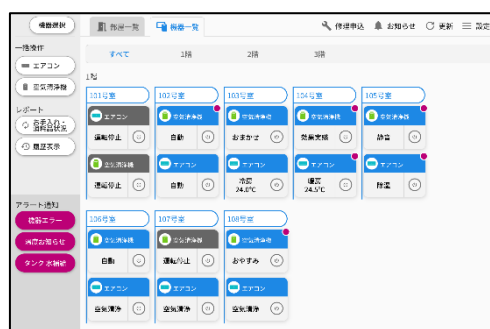 機器選択
部屋一覧
機器一覧
修理申込
お知らせ
更新
設定
一括操作
エアコン
空気清浄機
レポート
お手入れ・
消耗品状況
履歴表示
アラート通知
機器エラー
温度お知らせ
タンク水補給
すべて
1階
2階
3階
1階
101号室
エアコン
運転停止
空気清浄機
運転停止
102号室
空気清浄機
自動
エアコン
自動
103号室
空気清浄機
おまかせ
エアコン
冷房
24.0°C
104号室
空気清浄機
効果実感
エアコン
暖房
24.5°C
105号室
空気清浄機
静音
エアコン
除湿
106号室
空気清浄機
自動
エアコン
空気清浄
107号室
空気清浄機
運転停止
エアコン
空気清浄
108号室
空気清浄機
おやすみ
エアコン
空気清浄